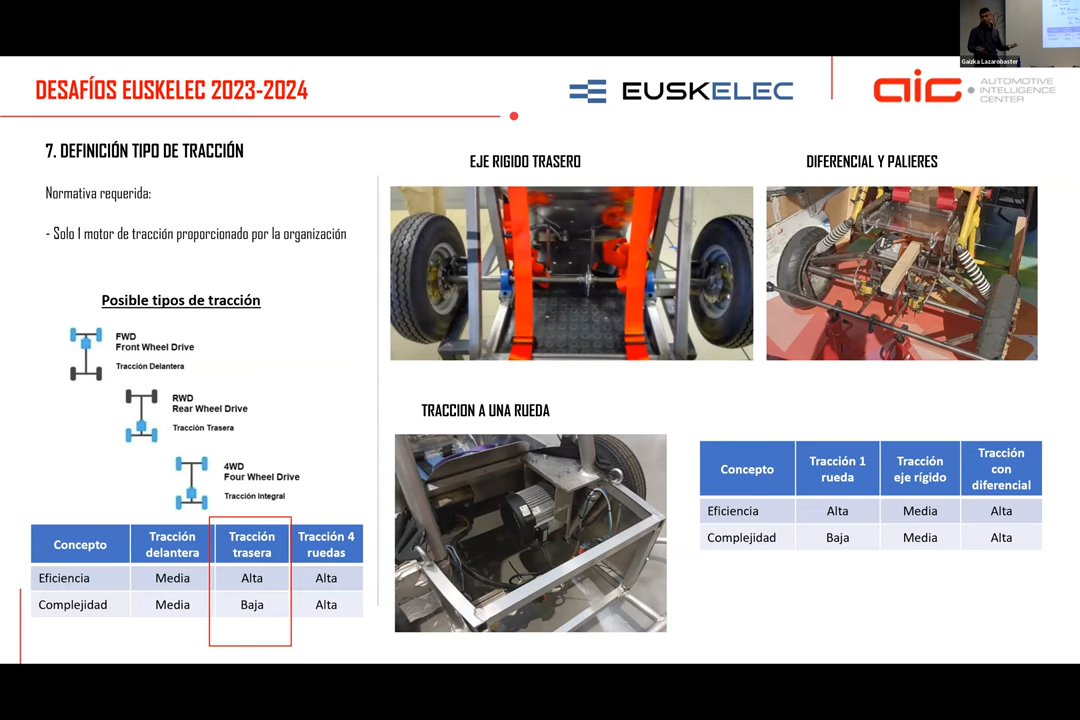 Gaizka Lazarobaster
DESAFÍOS EUSKELEC 2023-2024
EUSKELEC
aic
AUTOMOTIVE
INTELLIGENCE
CENTER
7. DEFINICIÓN TIPO DE TRACCIÓN
Normativa requerida:
- Solo 1 motor de tracción proporcionado por la organización
Posible tipos de tracción
FWD
Front Wheel Drive
Tracción Delantera
RWD
Rear Wheel Drive
Tracción Trasera
4WD
Four Wheel Drive
Tracción Integral
Concepto Tracción delantera Tracción trasera Tracción 4 ruedas
Eficiencia Media Alta Alta
Complejidad Media Baja Alta
EJE RIGIDO TRASERO
DIFERENCIAL Y PALIERES
TRACCION A UNA RUEDA
Concepto Tracción 1 rueda Tracción eje rígido Tracción con diferencial
Eficiencia Alta Media Alta
Complejidad Baja Media Alta